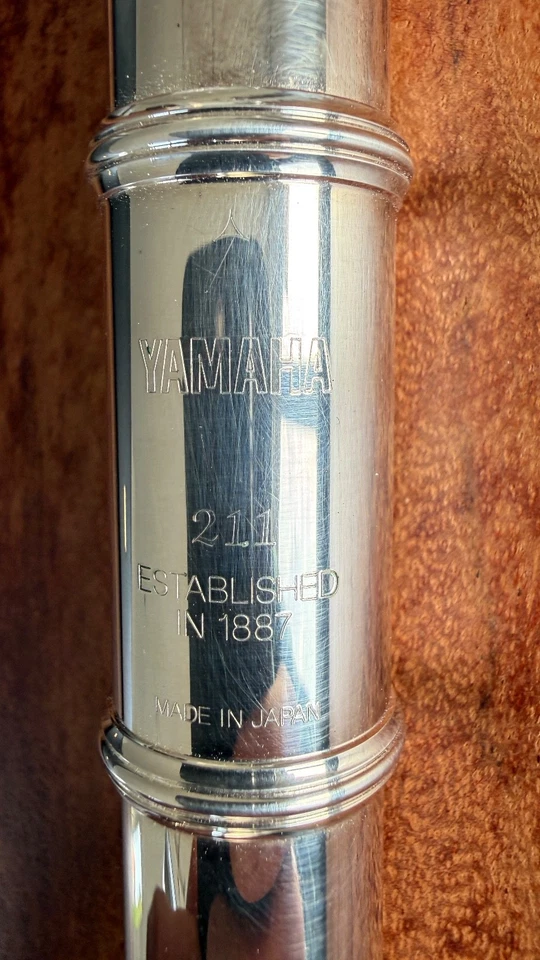 YAMAHA
211
ESTABLISHED
IN 1887
MADE IN JAPAN